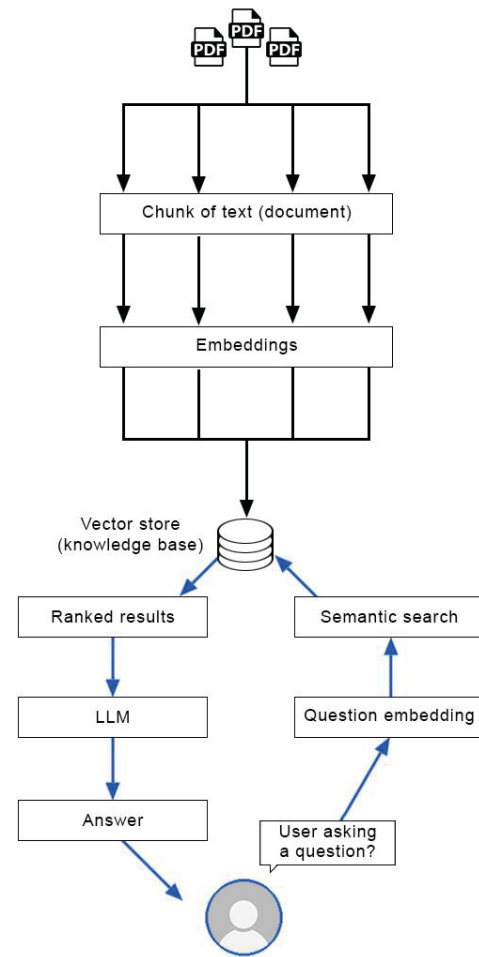 PDF
PDF
PDF
Chunk of text (document)
Embeddings
Vector store
(knowledge base)
Ranked results
Semantic search
LLM
Question embedding
Answer
User asking
a question?